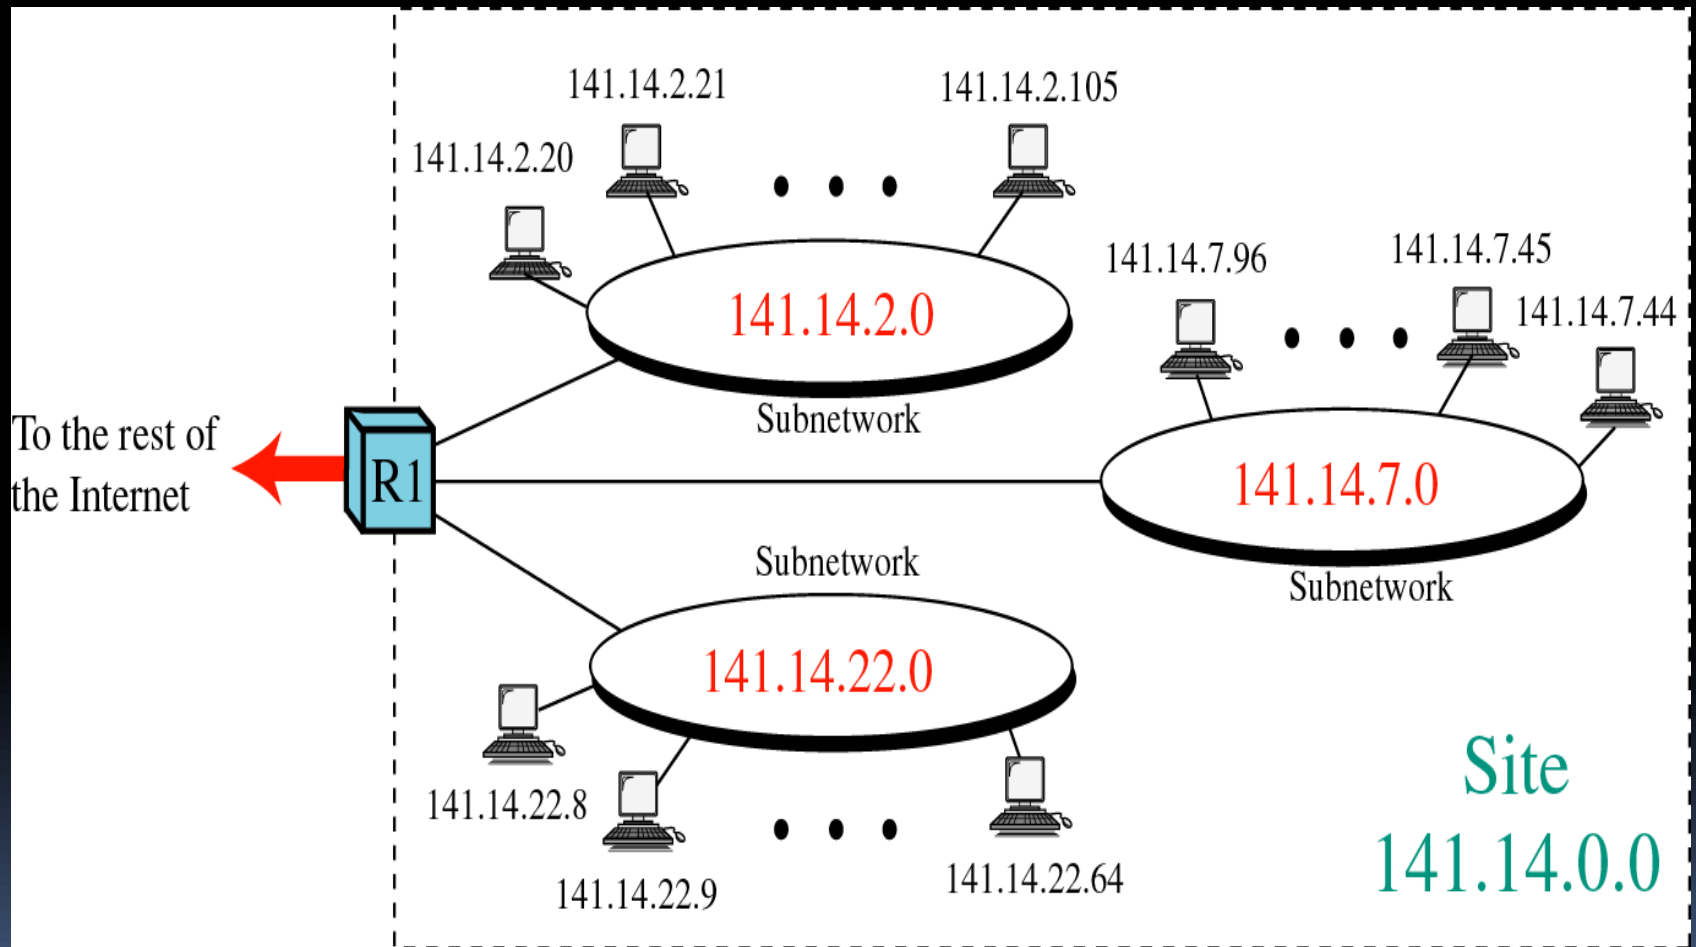 141.14.2.21
141.14.2.105
141.14.2.20
141.14.7.96
141.14.7.45
141.14.7.44
141.14.2.0
Subnetwork
To the rest of
the Internet
R1
141.14.7.0
Subnetwork
Subnetwork
141.14.22.0
141.14.22.8
141.14.22.9
141.14.22.64
Site
141.14.0.0